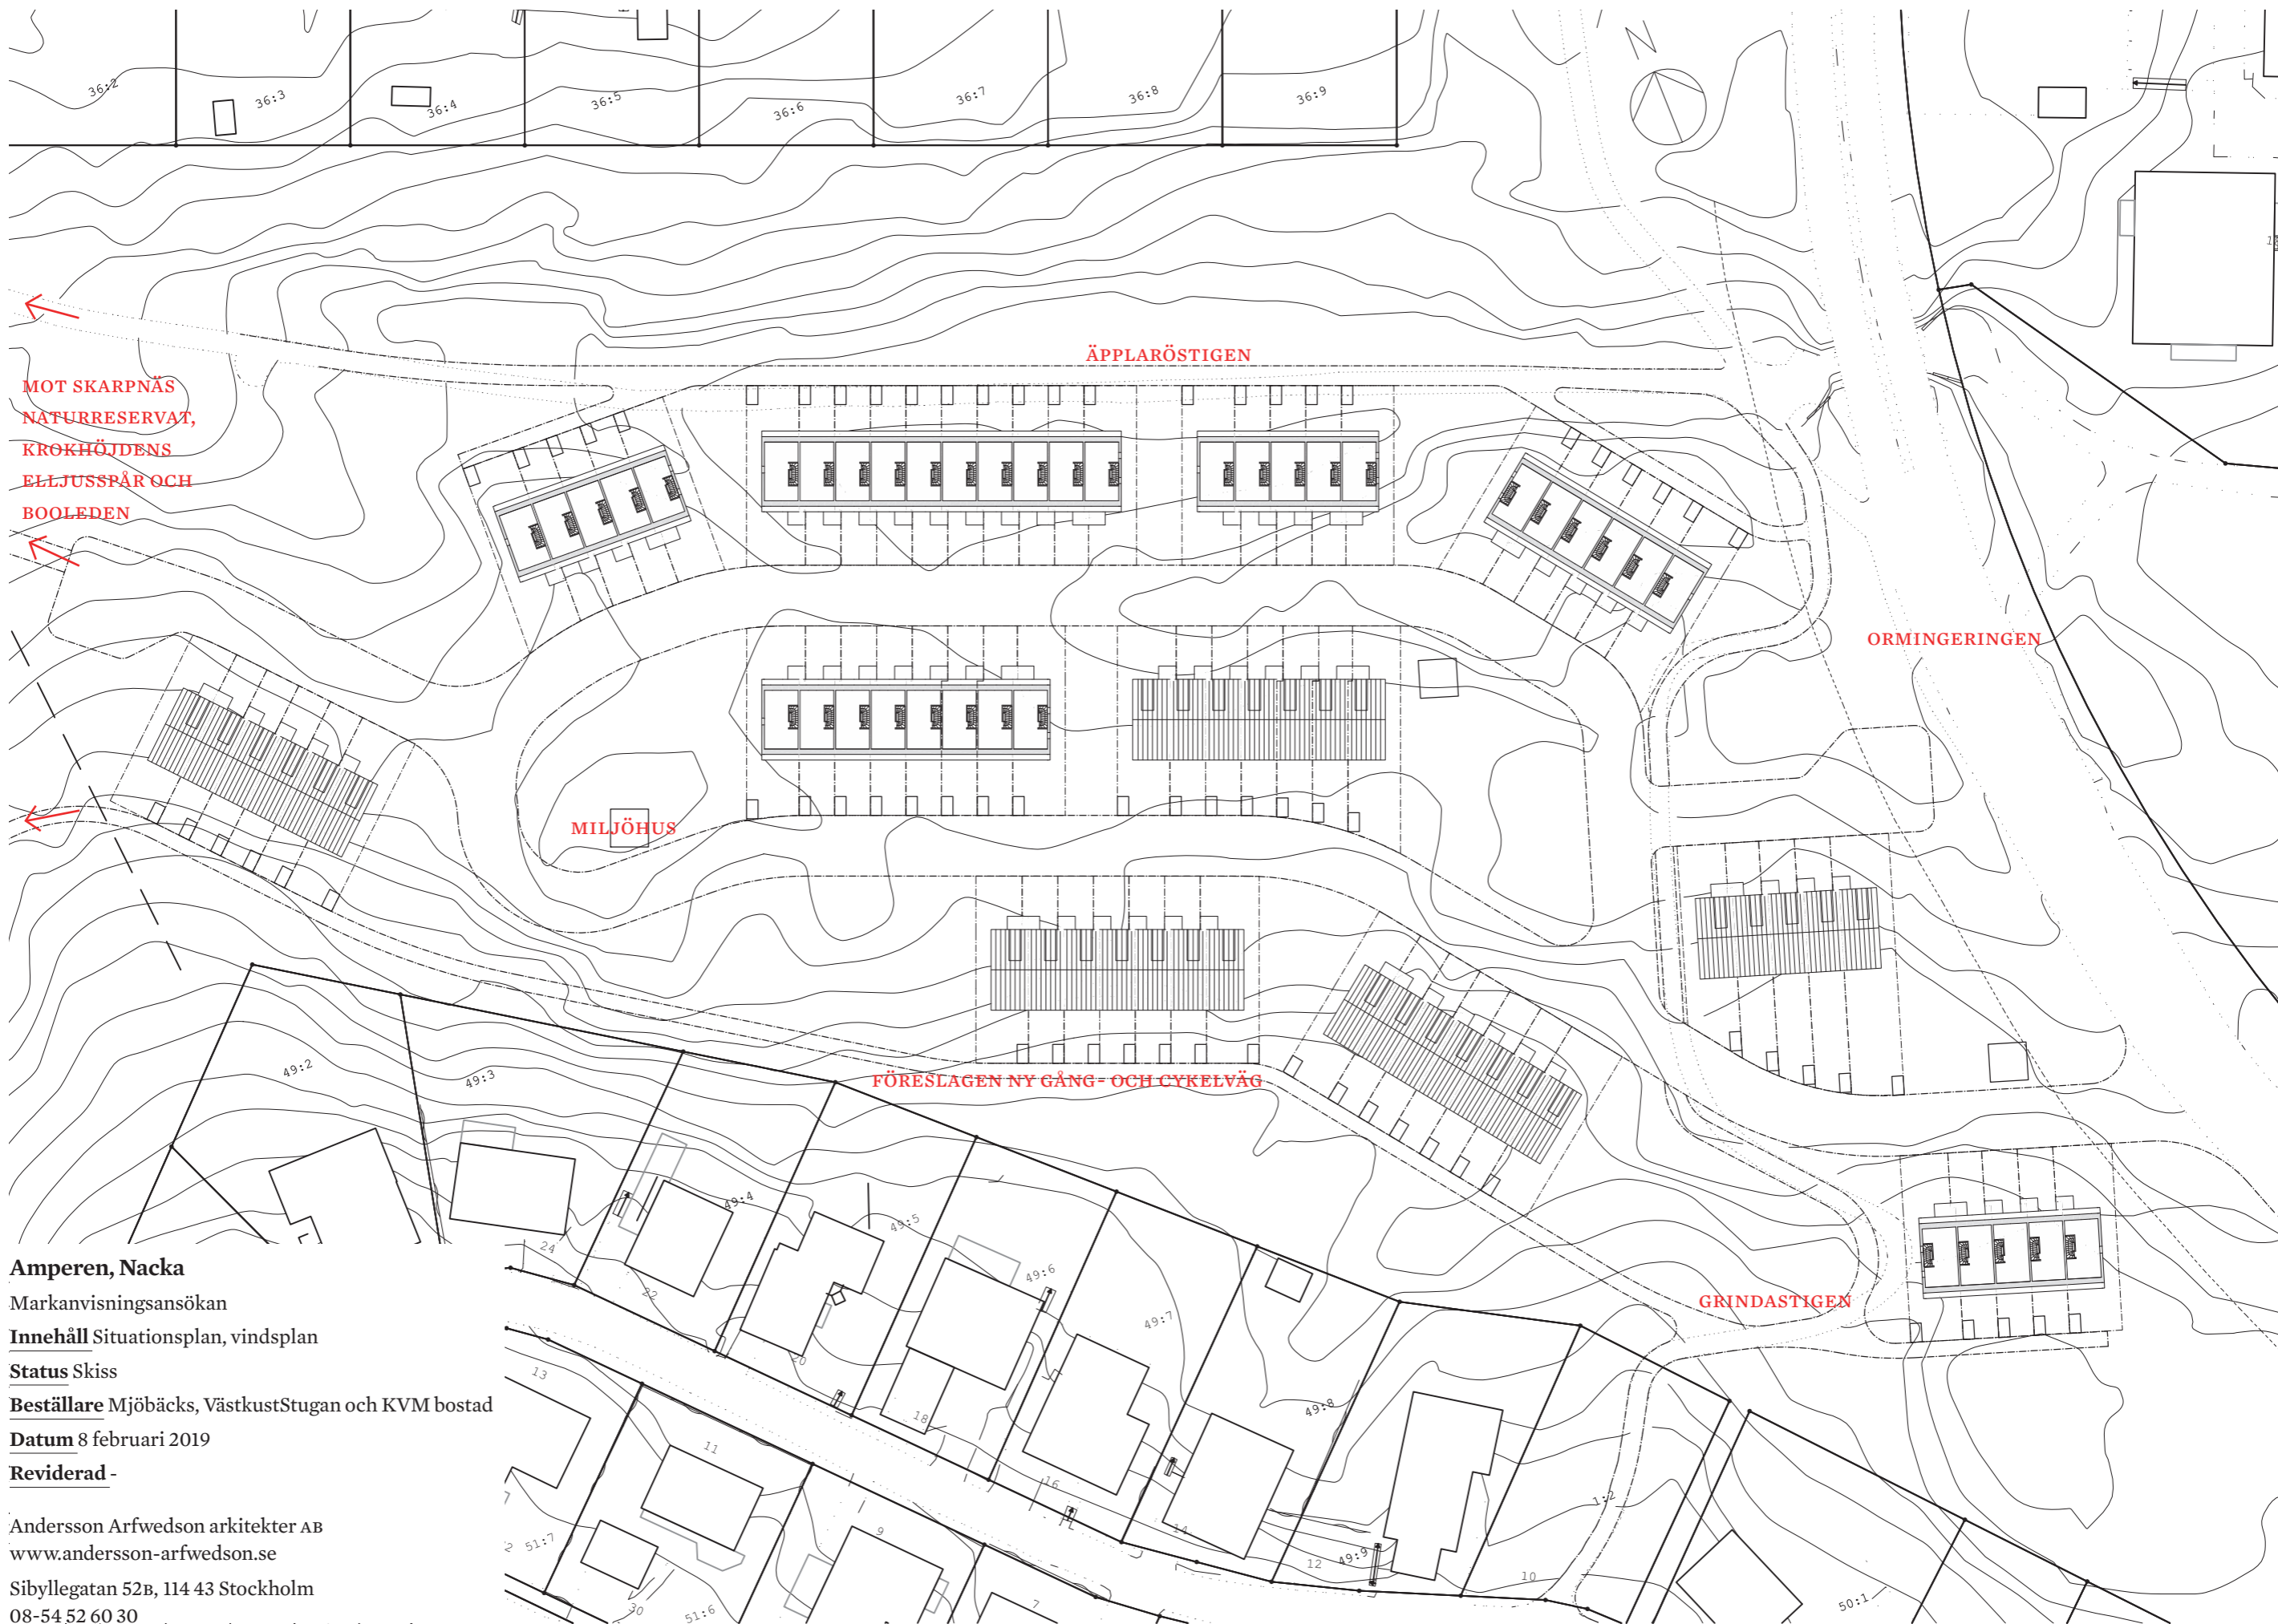 36:2
36:3
36:4
36:5
36:6
36:7
36:8
36:9
N
ÄPPLARÖSTIGEN
MOT SKARPNÄS
NATURRESERVAT,
KROKHÖJDENS
ELLJUSSPÅR OCH
BOOLEDEN
ORMINGERINGEN
MILJÖHUS
FÖRESLAGEN NY GÅNG- OCH CYKELVÄG
GRINDASTIGEN
49:2
49:3
49:4
49:5
49:6
49:7
49:8
49:9
1:2
50:1
24
22
20
18
16
14
12
10
13
11
9
7
51:7
30
51:6
Amperen, Nacka
Markanvisningsansökan
Innehåll Situationsplan, vindsplan
Status Skiss
Beställare Mjöbäcks, VästkustStugan och KVM bostad
Datum 8 februari 2019
Reviderad -
Andersson Arfwedson arkitekter AB
www.andersson-arfwedson.se
Sibyllegatan 52B, 114 43 Stockholm
08-54 52 60 30